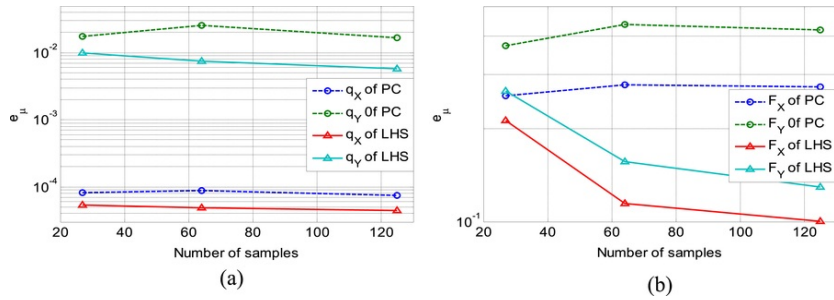 10^-2
10^-3
10^-4
e_μ
q_X of PC
q_Y 0f PC
q_X of LHS
q_Y of LHS
20 40 60 80 100 120
Number of samples
(a)
10^-1
e_μ
F_X of PC
F_Y 0f PC
F_X of LHS
F_Y of LHS
20 40 60 80 100 120
Number of samples
(b)